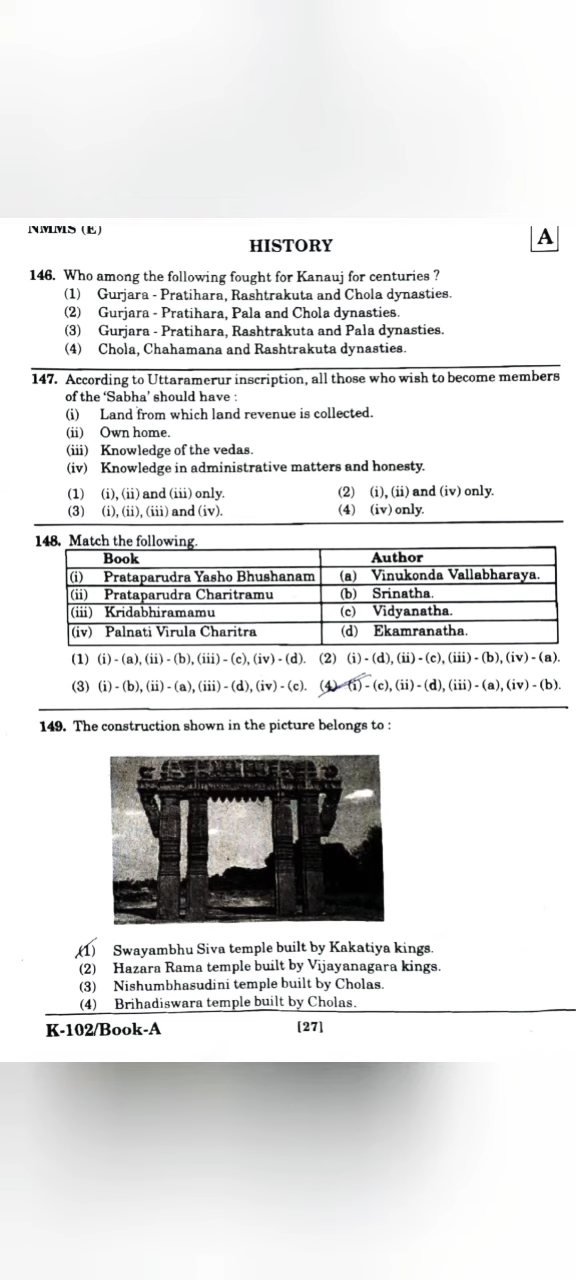 NMMS (E)
A
HISTORY
146. Who among the following fought for Kanauj for centuries ?
(1) Gurjara - Pratihara, Rashtrakuta and Chola dynasties.
(2) Gurjara - Pratihara, Pala and Chola dynasties.
(3) Gurjara - Pratihara, Rashtrakuta and Pala dynasties.
(4) Chola, Chahamana and Rashtrakuta dynasties.
147. According to Uttaramerur inscription, all those who wish to become members
of the ‘Sabha’ should have :
(i) Land from which land revenue is collected.
(ii) Own home.
(iii) Knowledge of the vedas.
(iv) Knowledge in administrative matters and honesty.
(1) (i), (ii) and (iii) only. (2) (i), (ii) and (iv) only.
(3) (i), (ii), (iii) and (iv). (4) (iv) only.
148. Match the following.
Book Author
(i) Prataparudra Yasho Bhushanam (a) Vinukonda Vallabharaya.
(ii) Prataparudra Charitramu (b) Srinatha.
(iii) Kridabhiramamu (c) Vidyanatha.
(iv) Palnati Virula Charitra (d) Ekamranatha.
(1) (i) - (a), (ii) - (b), (iii) - (c), (iv) - (d). (2) (i) - (d), (ii) - (c), (iii) - (b), (iv) - (a).
(3) (i) - (b), (ii) - (a), (iii) - (d), (iv) - (c). (4) (i) - (c), (ii) - (d), (iii) - (a), (iv) - (b).
149. The construction shown in the picture belongs to :
(1) Swayambhu Siva temple built by Kakatiya kings.
(2) Hazara Rama temple built by Vijayanagara kings.
(3) Nishumbhasudini temple built by Cholas.
(4) Brihadiswara temple built by Cholas.
K-102/Book-A [27]